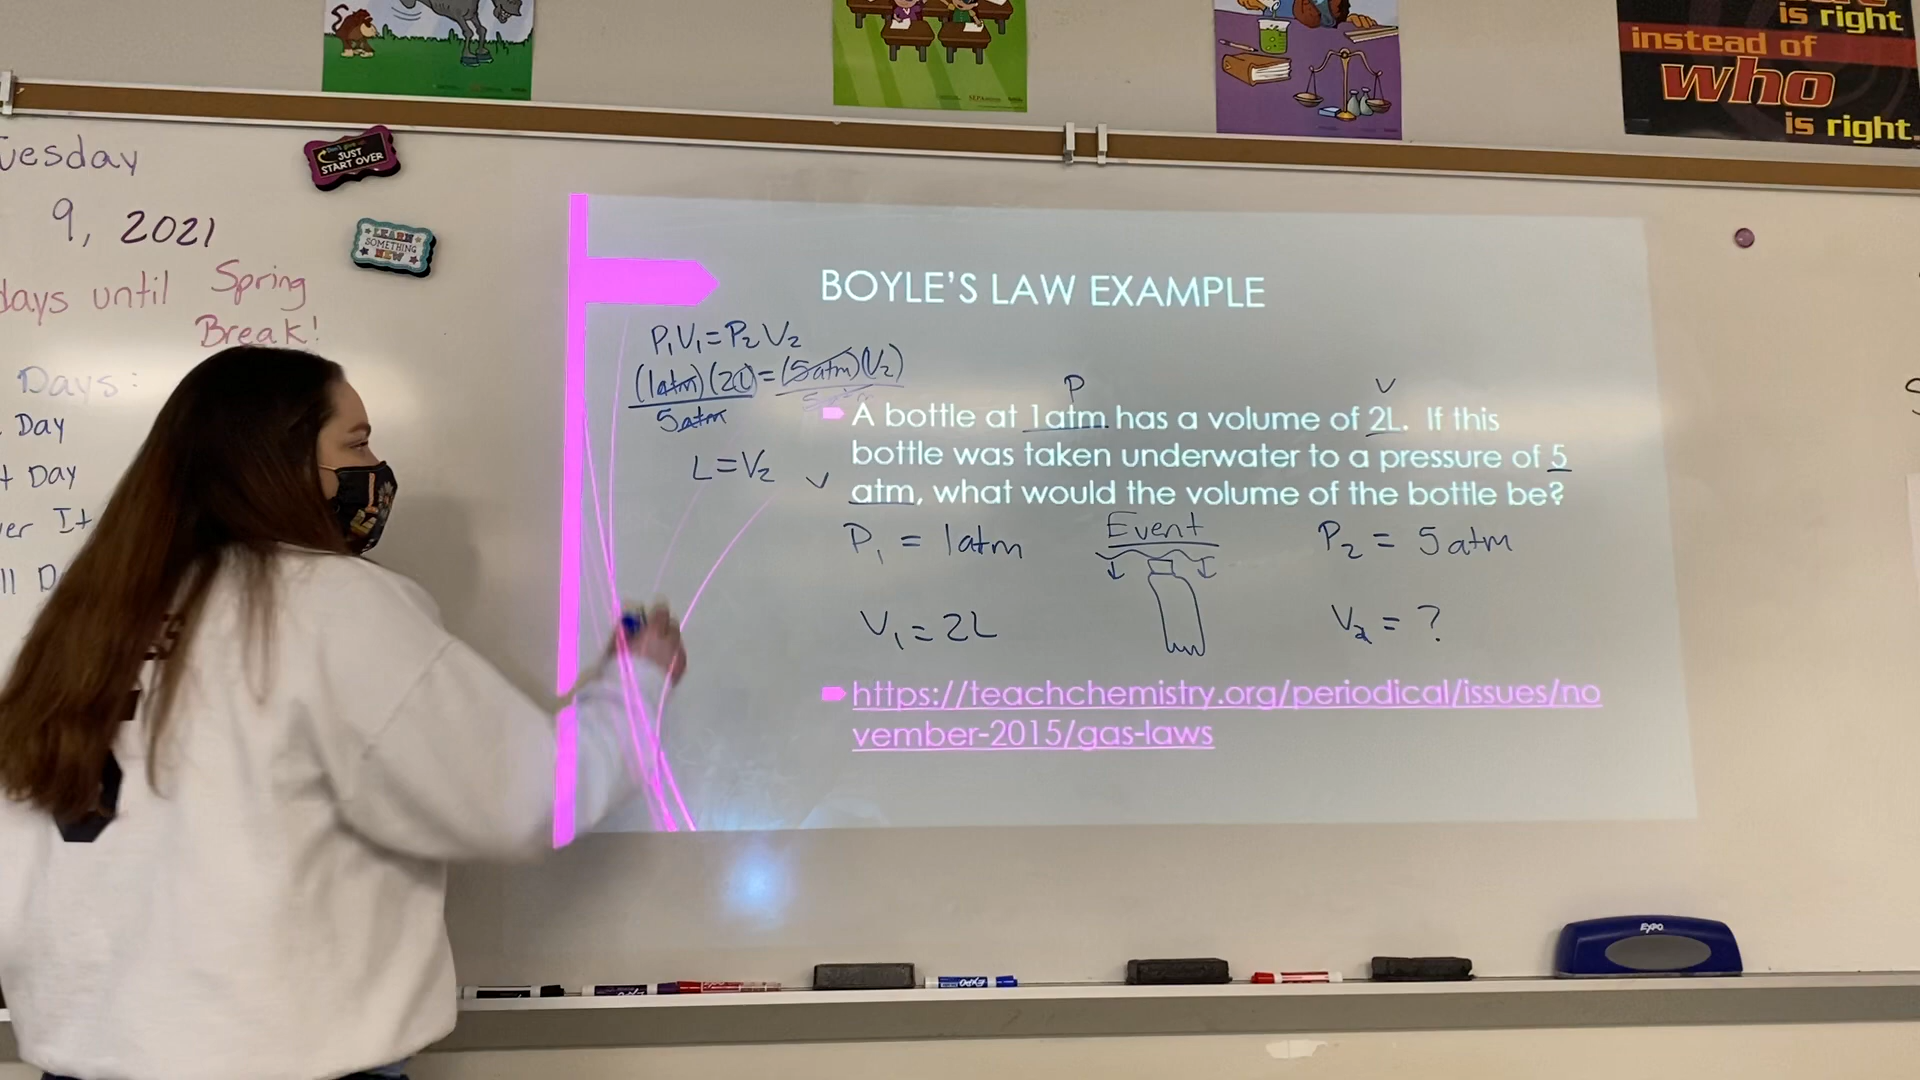 is right
instead of
who
is right.
uesday
9, 2021
days until Spring
Break!
Days:
Day
t Day
er It
ll D
JUST
START OVER
LEARN
SOMETHING
NEW
BOYLE'S LAW EXAMPLE
P₁V₁=P₂V₂
(1atm)(2L)=(5atm)(V₂)
5atm
L=V₂
P V
A bottle at 1atm has a volume of 2L. If this
bottle was taken underwater to a pressure of 5
V
atm, what would the volume of the bottle be?
P₁ = 1atm Event P₂ = 5atm
V₁=2L V₂ = ?
https://teachchemistry.org/periodical/issues/no
vember-2015/gas-laws
EXPO
EXPO